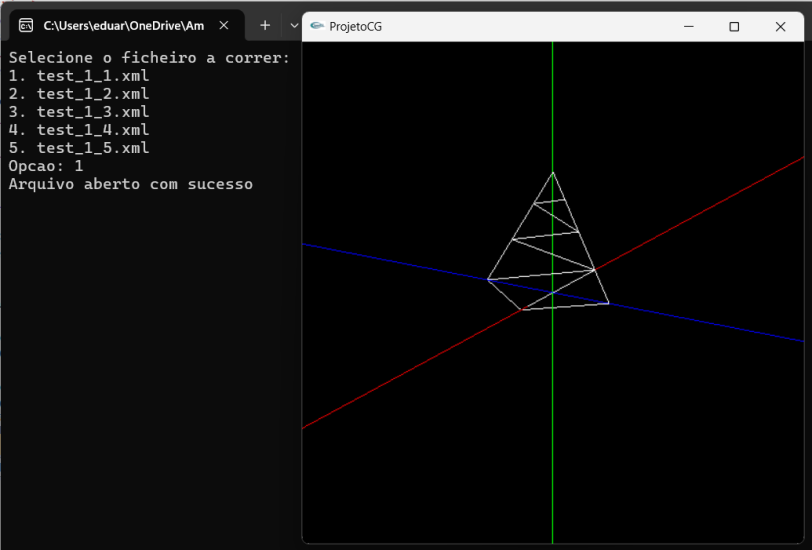 C:\Users\eduar\OneDrive\Am
ProjetoCG
Selecione o ficheiro a correr:
1. test_1_1.xml
2. test_1_2.xml
3. test_1_3.xml
4. test_1_4.xml
5. test_1_5.xml
Opcao: 1
Arquivo aberto com sucesso